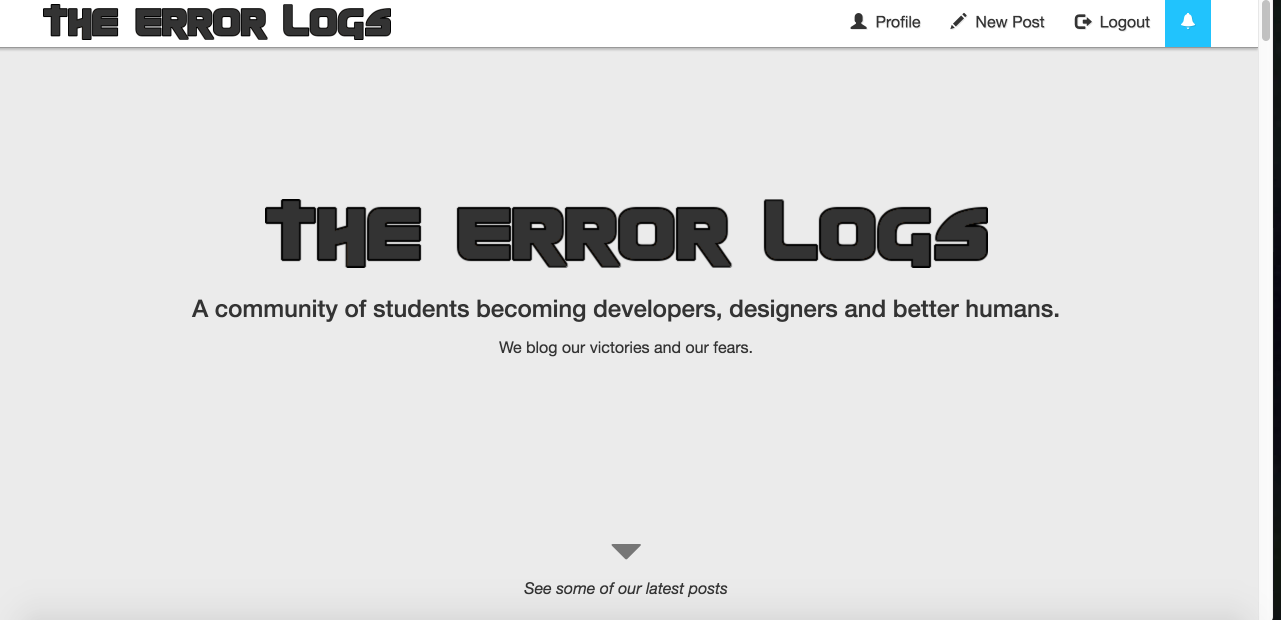 The Error Logs
Profile
New Post
Logout
The Error Logs
A community of students becoming developers, designers and better humans.
We blog our victories and our fears.
See some of our latest posts